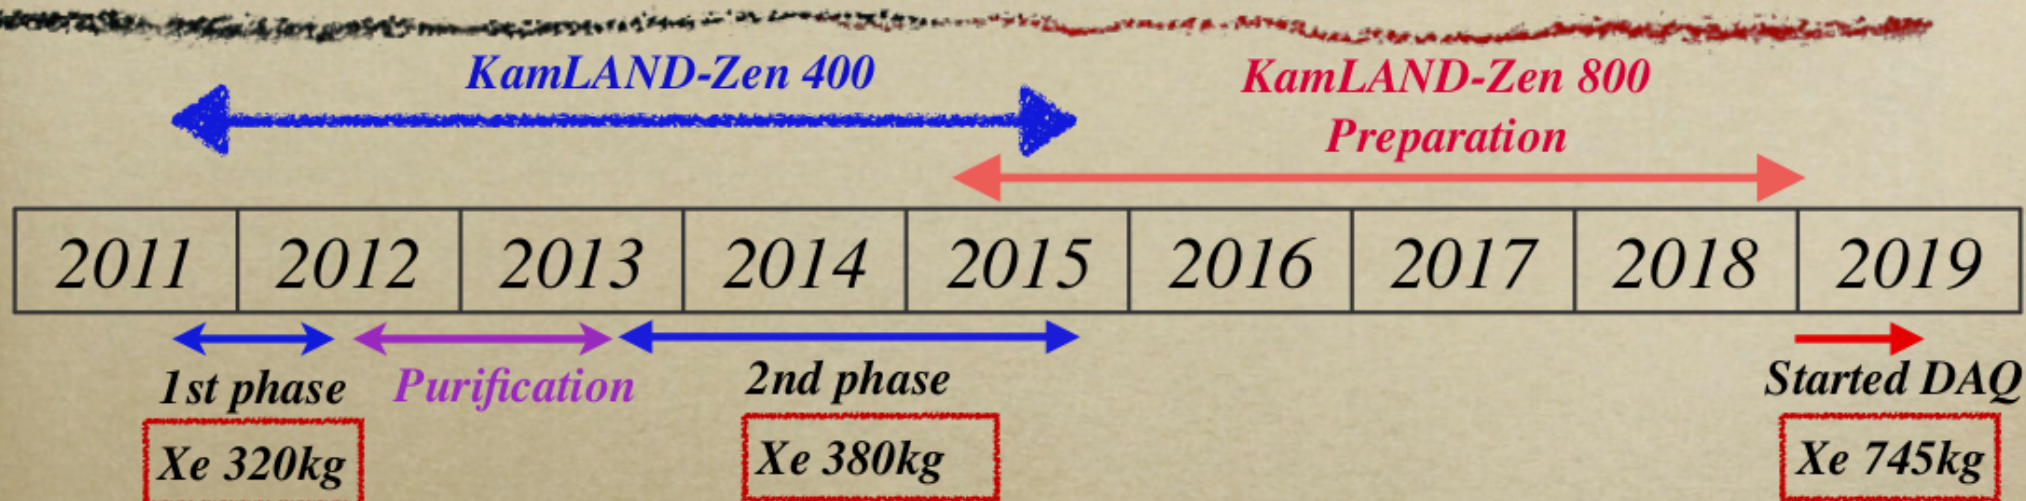 KamLAND-Zen 400
KamLAND-Zen 800
Preparation
2011 2012 2013 2014 2015 2016 2017 2018 2019
1st phase
Purification
2nd phase
Started DAQ
Xe 320kg
Xe 380kg
Xe 745kg